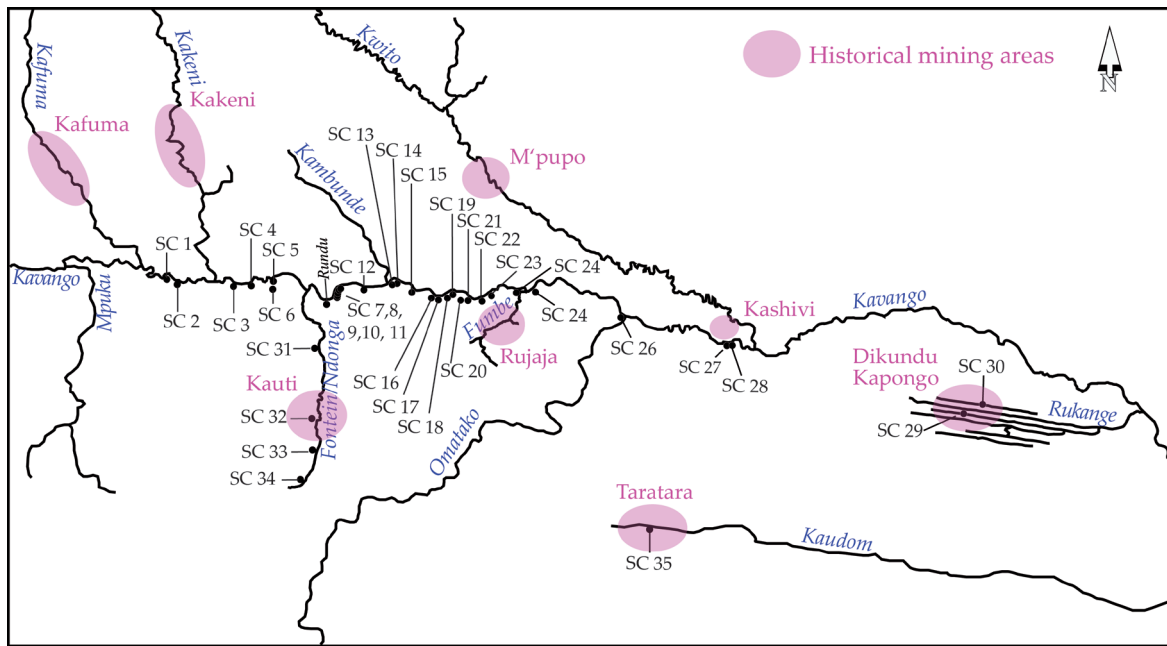 Kafuma
Kakeni
Kwito
Historical mining areas
N
Kakeni
Kafuma
SC 13
SC 14
SC 15
M‘pupo
Kambunde
SC 19
SC 21
SC 22
SC 23
SC 24
SC 1
SC 4
SC 5
Rundu
SC 12
Kavango
Mpuku
SC 2
SC 3
SC 6
SC 7,8,
9,10, 11
Fumbe
SC 24
Kashivi
Kavango
SC 26
SC 27
SC 28
SC 31
Kauti
Fontein/Ndonga
SC 16
SC 17
SC 18
SC 20
Rujaja
Dikundu
Kapongo
SC 30
SC 29
Rukange
SC 32
SC 33
SC 34
Omatako
Taratara
SC 35
Kaudom